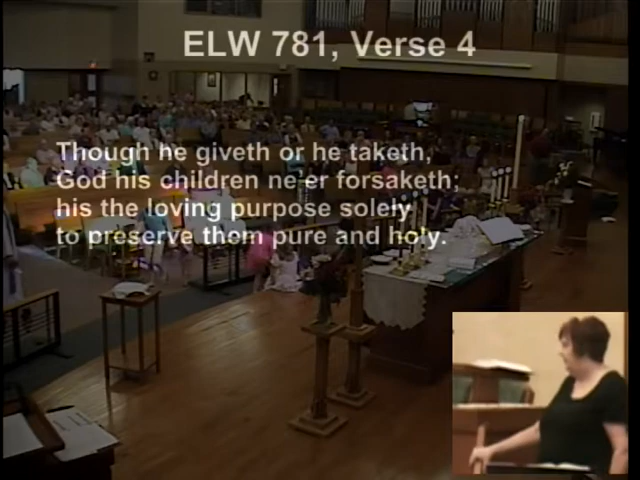 ELW 781, Verse 4
Though he giveth or he taketh,
God his children ne'er forsaketh;
his the loving purpose solely
to preserve them pure and holy.